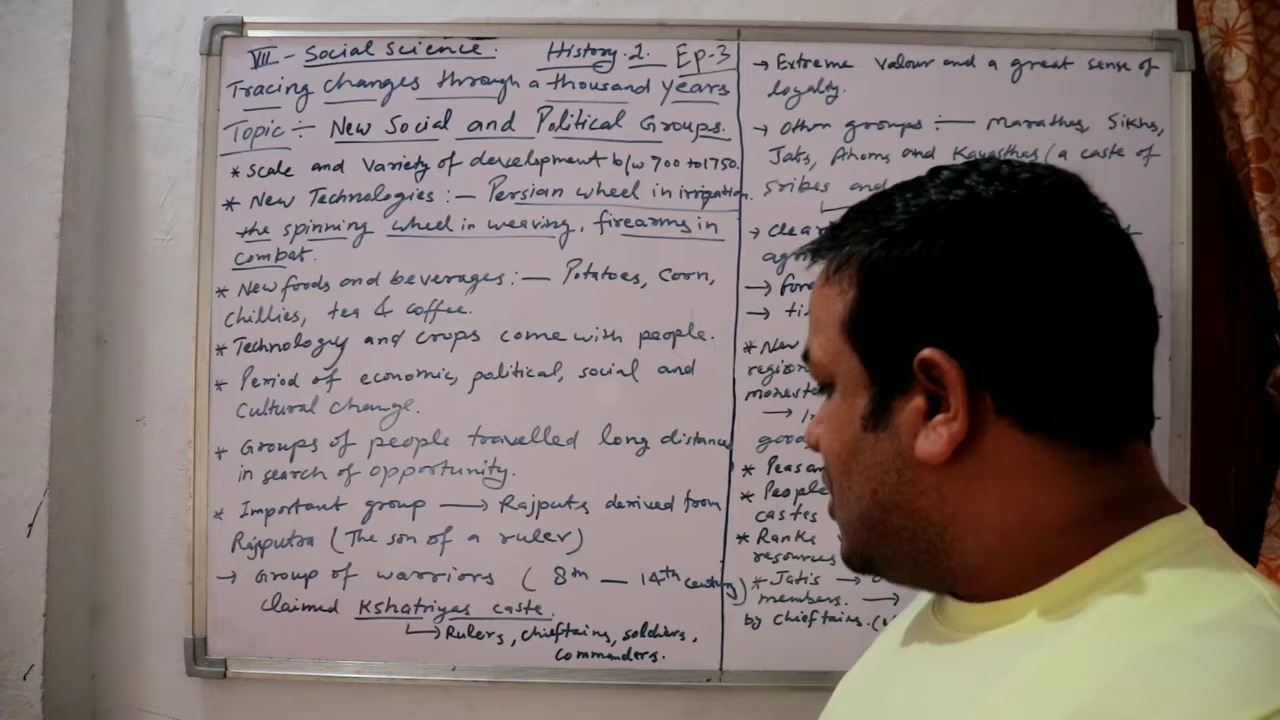 VII - Social Science. History.1. Ep-3
Tracing changes through a thousand years
Topic :- New Social and Political Groups.
* Scale and Variety of development b/w 700 to 1750.
* New Technologies :- Persian wheel in irrigation.
the spinning wheel in weaving, firearms in
combat.
* New foods and beverages :- Potatoes, corn,
chillies, tea & coffee.
* Technology and crops come with people.
* Period of economic, political, social and
cultural change.
* Groups of people travelled long distance
in search of opportunity.
* Important group → Rajputs derived from
Rajputra (The son of a ruler)
→ Group of warriors ( 8th - 14th century)
claimed Kshatriyas caste.
↳ Rulers, chieftains, soldiers,
commanders.
→ Extreme valour and a great sense of
loyalty.
→ Other groups :- Marathas, Sikhs,
Jats, Ahoms and Kayasthas (a caste of
sribes and
→
→
→
* New
region
* People
castes
* Ranks
resources
* Jatis →
members. →
by chieftains.